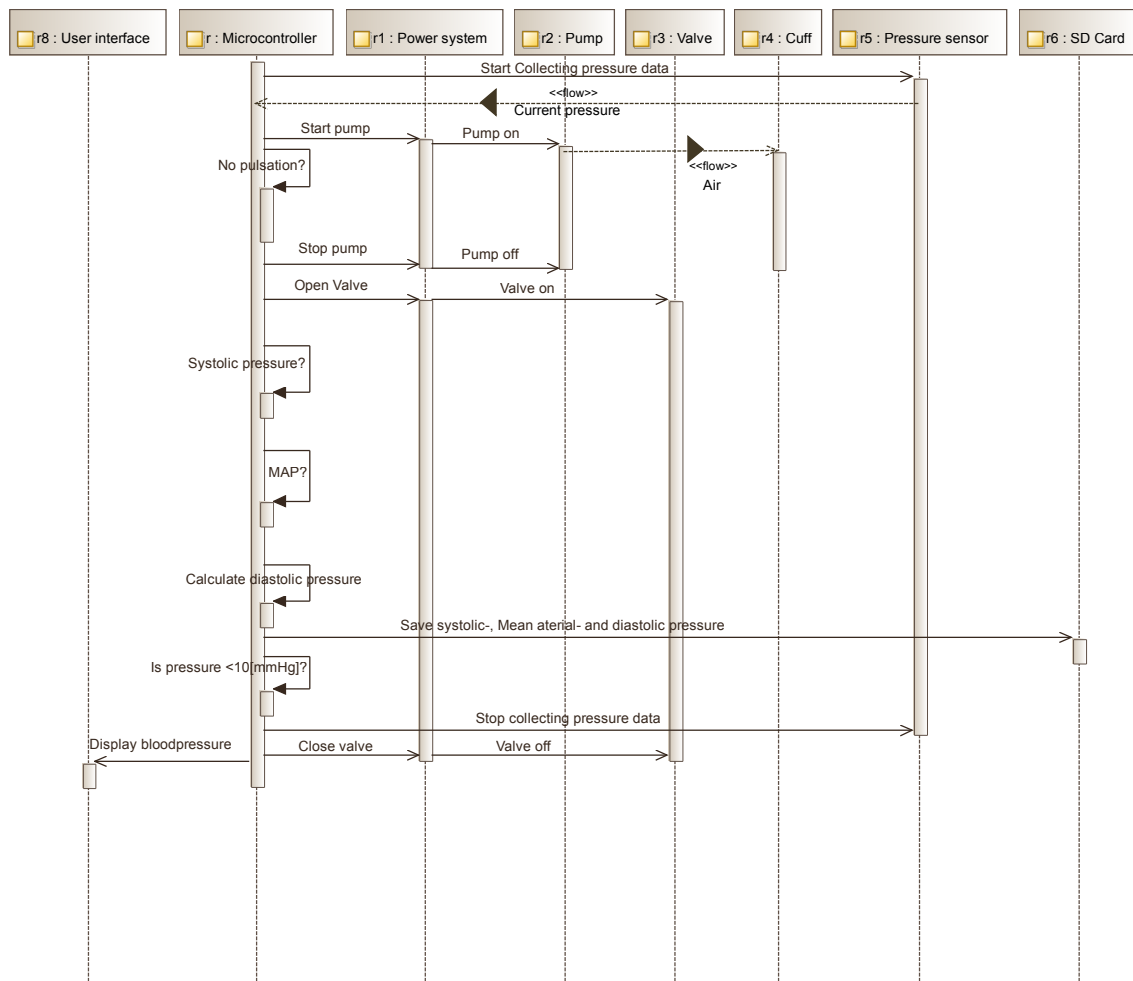 r8 : User interface
r : Microcontroller
r1 : Power system
r2 : Pump
r3 : Valve
r4 : Cuff
r5 : Pressure sensor
r6 : SD Card
Start Collecting pressure data
<<flow>>
Current pressure
Start pump
Pump on
No pulsation?
<<flow>>
Air
Stop pump
Pump off
Open Valve
Valve on
Systolic pressure?
MAP?
Calculate diastolic pressure
Save systolic-, Mean aterial- and diastolic pressure
Is pressure <10[mmHg]?
Stop collecting pressure data
Display bloodpressure
Close valve
Valve off